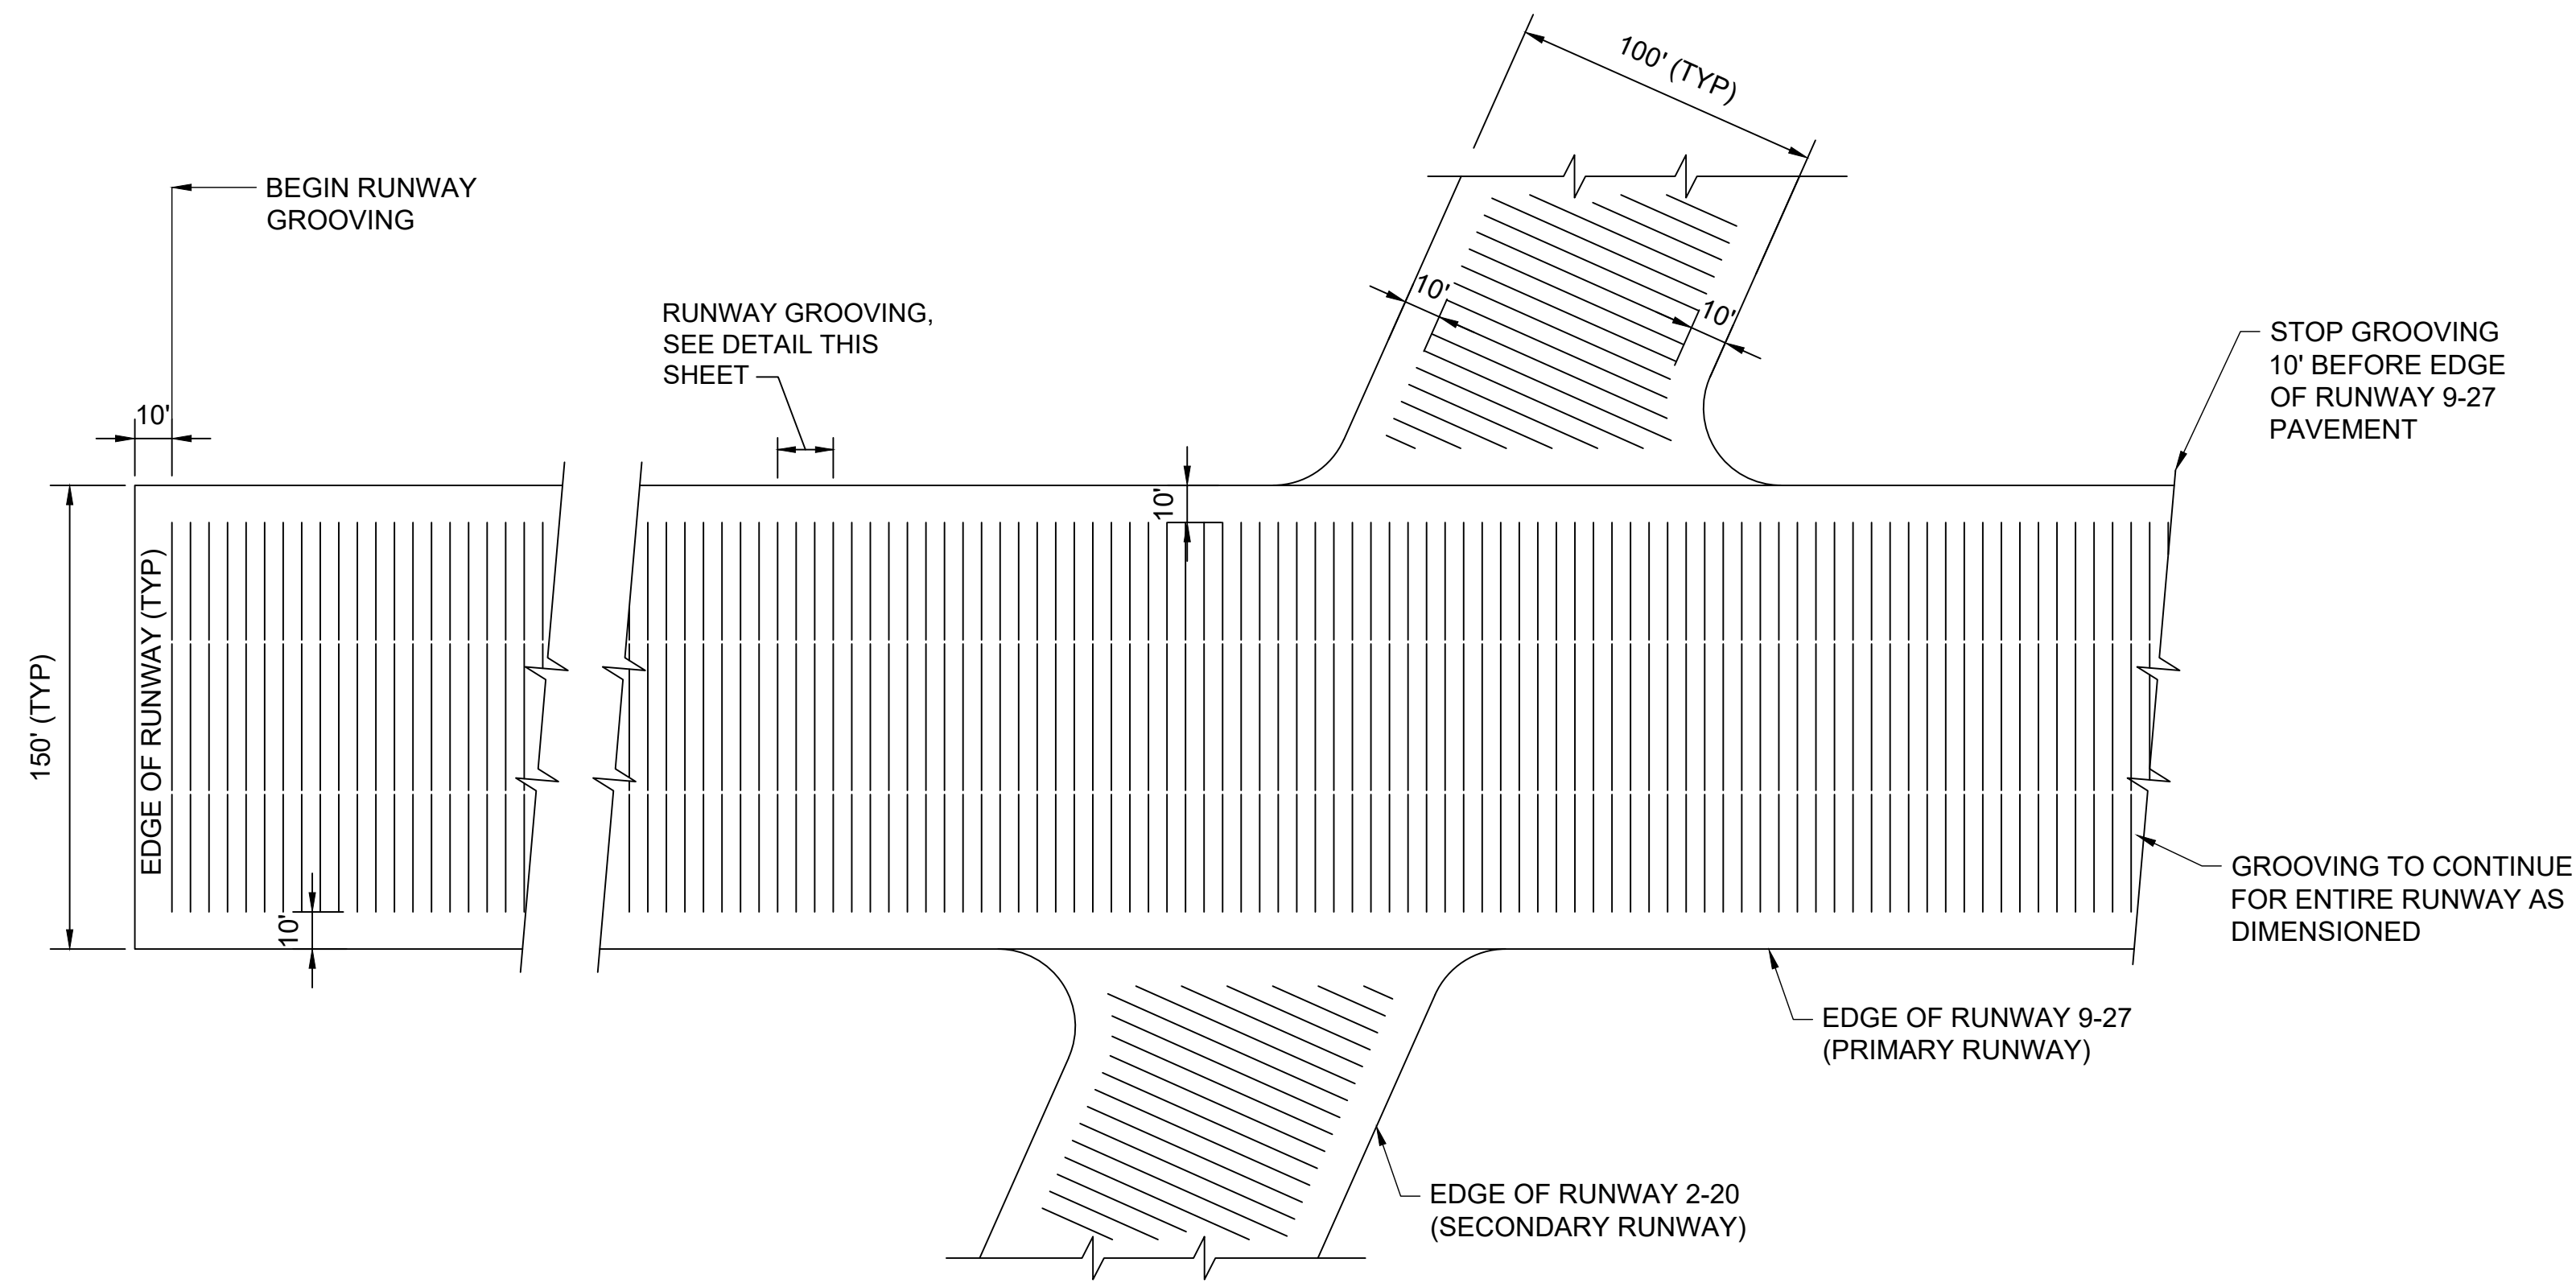 100' (TYP)
BEGIN RUNWAY
GROOVING
10'
10'
RUNWAY GROOVING,
SEE DETAIL THIS
SHEET
STOP GROOVING
10' BEFORE EDGE
OF RUNWAY 9-27
PAVEMENT
10'
10'
EDGE OF RUNWAY (TYP)
150' (TYP)
10'
GROOVING TO CONTINUE
FOR ENTIRE RUNWAY AS
DIMENSIONED
EDGE OF RUNWAY 9-27
(PRIMARY RUNWAY)
EDGE OF RUNWAY 2-20
(SECONDARY RUNWAY)